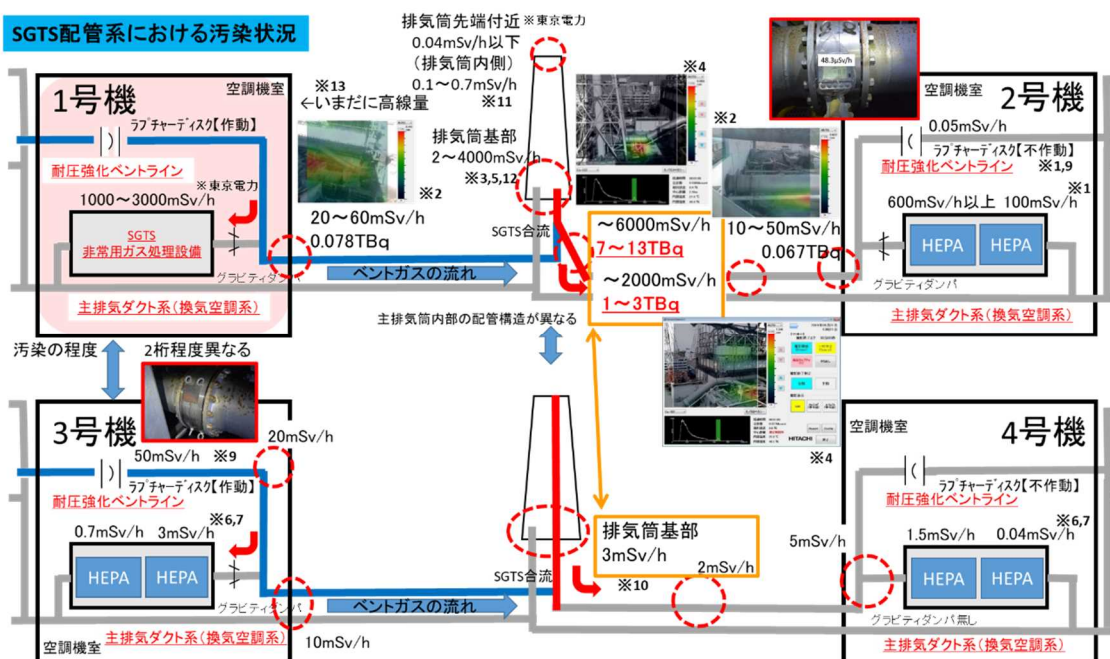 SGTS配管系における汚染状況
排気筒先端付近 ※東京電力
0.04mSv/h以下
（排気筒内側）
0.1～0.7mSv/h
※11
空調機室
1号機
ラプチャーディスク【作動】
耐圧強化ベントライン
※東京電力
1000～3000mSv/h
SGTS
非常用ガス処理設備
グラビティダンパ
主排気ダクト系（換気空調系）
※13
←いまだに高線量
※2
20～60mSv/h
0.078TBq
ベントガスの流れ
排気筒基部
2～4000mSv/h
※3,5,12
SGTS合流
※4
～6000mSv/h
7～13TBq
～2000mSv/h
1～3TBq
※2
10～50mSv/h
0.067TBq
48.3μSv/h
空調機室
2号機
0.05mSv/h
ラプチャーディスク【不作動】
耐圧強化ベントライン
※1,9
※1
600mSv/h以上 100mSv/h
HEPA HEPA
グラビティダンパ
主排気ダクト系（換気空調系）
汚染の程度
2桁程度異なる
主排気筒内部の配管構造が異なる
HITACHI
※4
3号機
50mSv/h ※9
20mSv/h
ラプチャーディスク【作動】
耐圧強化ベントライン
0.7mSv/h 3mSv/h ※6,7
HEPA HEPA
グラビティダンパ
空調機室
主排気ダクト系（換気空調系）
10mSv/h
ベントガスの流れ
SGTS合流
排気筒基部
3mSv/h
※10
2mSv/h
空調機室
4号機
ラプチャーディスク【不作動】
耐圧強化ベントライン
5mSv/h
※6,7
1.5mSv/h 0.04mSv/h
HEPA HEPA
グラビティダンパ無し
主排気ダクト系（換気空調系）